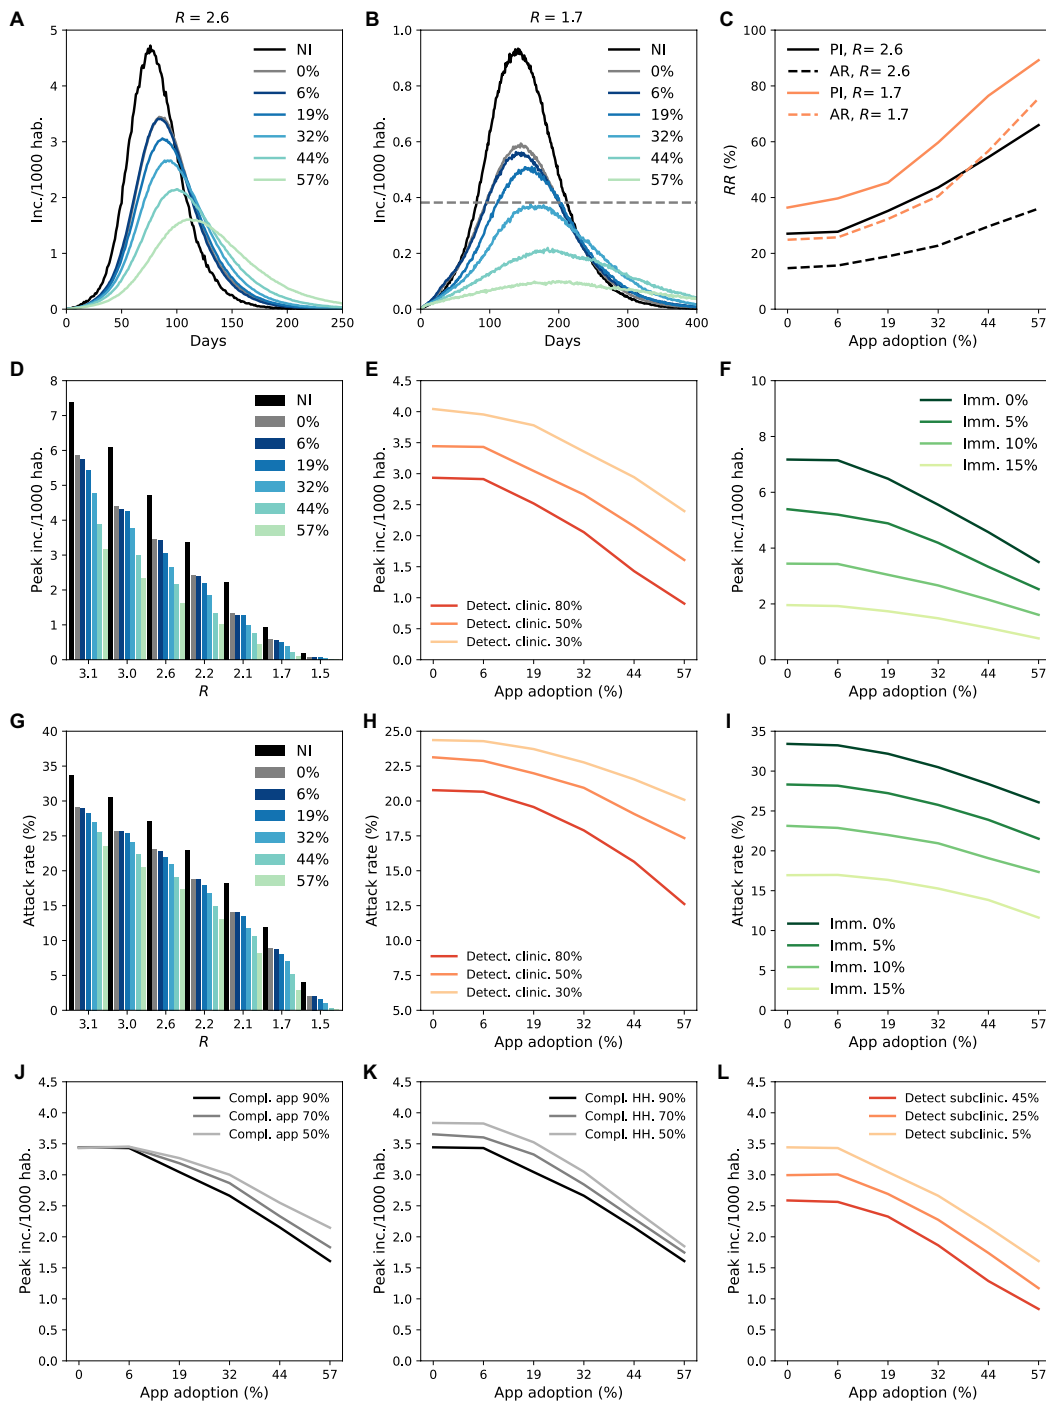 A
R = 2.6
Inc./1000 hab.
5
4
3
2
1
0
0
50
100
150
200
250
Days
NI
0%
6%
19%
32%
44%
57%
B
R = 1.7
Inc./1000 hab.
1.0
0.8
0.6
0.4
0.2
0.0
0
100
200
300
400
Days
NI
0%
6%
19%
32%
44%
57%
C
RR (%)
100
80
60
40
20
0
0
6
19
32
44
57
App adoption (%)
PI, R= 2.6
AR, R= 2.6
PI, R= 1.7
AR, R= 1.7
D
Peak inc./1000 hab.
8
7
6
5
4
3
2
1
0
3.1
3.0
2.6
2.2
2.1
1.7
1.5
R
NI
0%
6%
19%
32%
44%
57%
E
Peak inc./1000 hab.
4.5
4.0
3.5
3.0
2.5
2.0
1.5
1.0
0.5
0.0
0
6
19
32
44
57
App adoption (%)
Detect. clinic. 80%
Detect. clinic. 50%
Detect. clinic. 30%
F
Peak inc./1000 hab.
10
8
6
4
2
0
0
6
19
32
44
57
App adoption (%)
Imm. 0%
Imm. 5%
Imm. 10%
Imm. 15%
G
Attack rate (%)
40
35
30
25
20
15
10
5
0
3.1
3.0
2.6
2.2
2.1
1.7
1.5
R
NI
0%
6%
19%
32%
44%
57%
H
Attack rate (%)
25.0
22.5
20.0
17.5
15.0
12.5
10.0
7.5
5.0
0
6
19
32
44
57
App adoption (%)
Detect. clinic. 80%
Detect. clinic. 50%
Detect. clinic. 30%
I
Attack rate (%)
35
30
25
20
15
10
5
0
0
6
19
32
44
57
App adoption (%)
Imm. 0%
Imm. 5%
Imm. 10%
Imm. 15%
J
Peak inc./1000 hab.
4.5
4.0
3.5
3.0
2.5
2.0
1.5
1.0
0.5
0.0
0
6
19
32
44
57
App adoption (%)
Compl. app 90%
Compl. app 70%
Compl. app 50%
K
Peak inc./1000 hab.
4.5
4.0
3.5
3.0
2.5
2.0
1.5
1.0
0.5
0.0
0
6
19
32
44
57
App adoption (%)
Compl. HH. 90%
Compl. HH. 70%
Compl. HH. 50%
L
Peak inc./1000 hab.
4.5
4.0
3.5
3.0
2.5
2.0
1.5
1.0
0.5
0.0
0
6
19
32
44
57
App adoption (%)
Detect subclinic. 45%
Detect subclinic. 25%
Detect subclinic. 5%